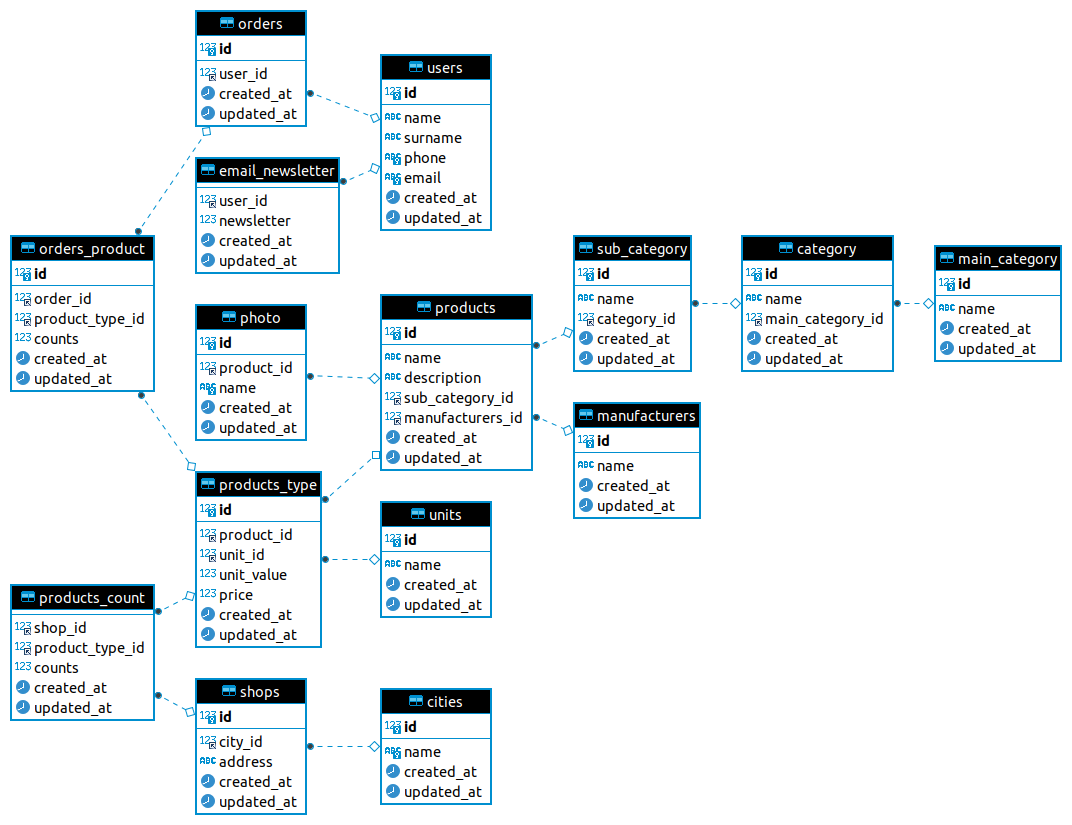 orders
id
user_id
created_at
updated_at
users
id
name
surname
phone
email
created_at
updated_at
email_newsletter
user_id
newsletter
created_at
updated_at
orders_product
id
order_id
product_type_id
counts
created_at
updated_at
photo
id
product_id
name
created_at
updated_at
products
id
name
description
sub_category_id
manufacturers_id
created_at
updated_at
sub_category
id
name
category_id
created_at
updated_at
category
id
name
main_category_id
created_at
updated_at
main_category
id
name
created_at
updated_at
manufacturers
id
name
created_at
updated_at
products_type
id
product_id
unit_id
unit_value
price
created_at
updated_at
units
id
name
created_at
updated_at
products_count
shop_id
product_type_id
counts
created_at
updated_at
shops
id
city_id
address
created_at
updated_at
cities
id
name
created_at
updated_at